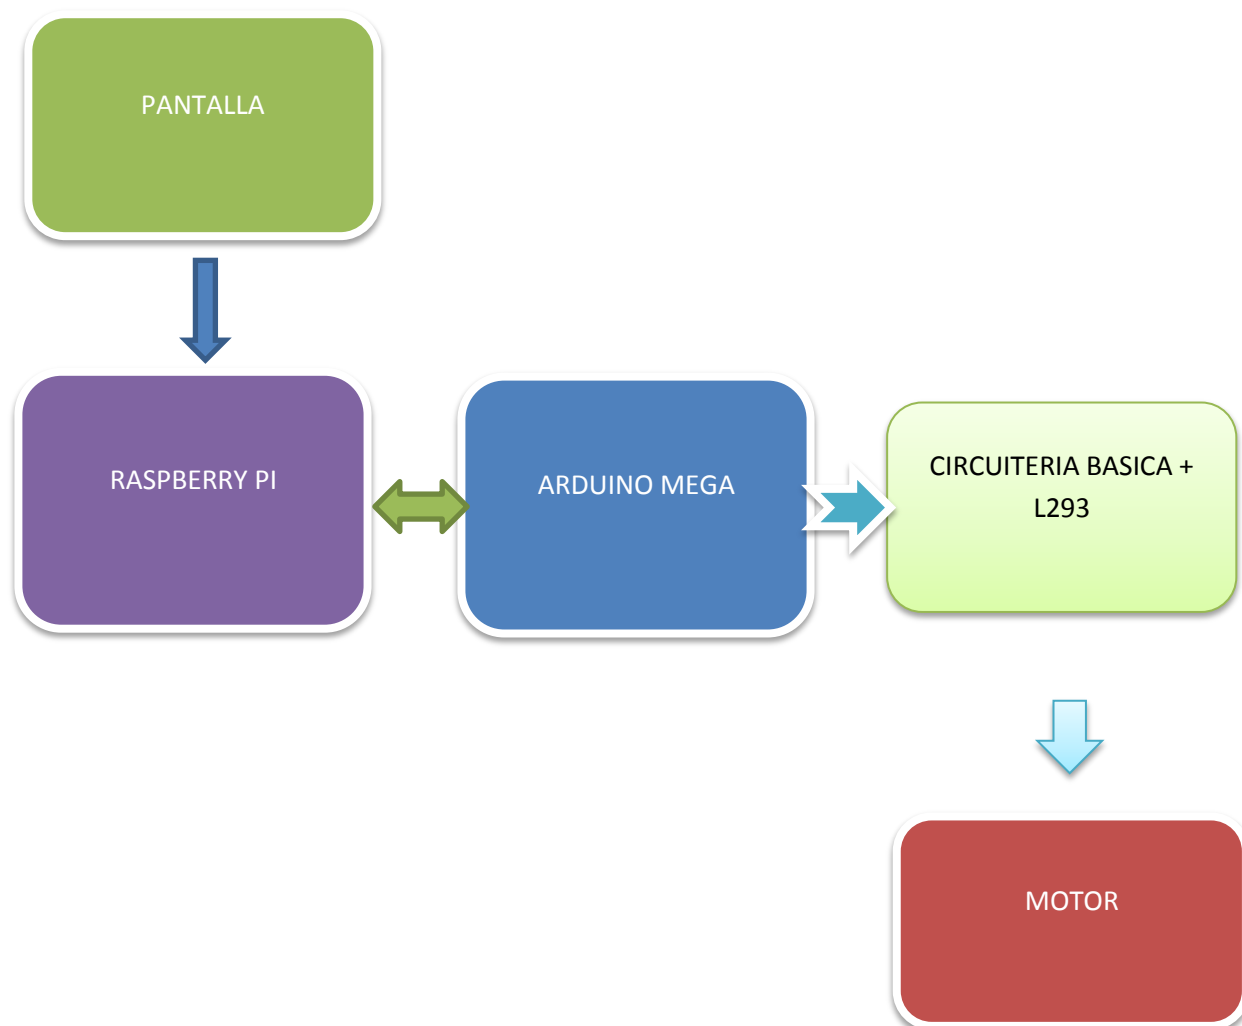 PANTALLA
RASPBERRY PI
ARDUINO MEGA
CIRCUITERIA BASICA +
L293
MOTOR